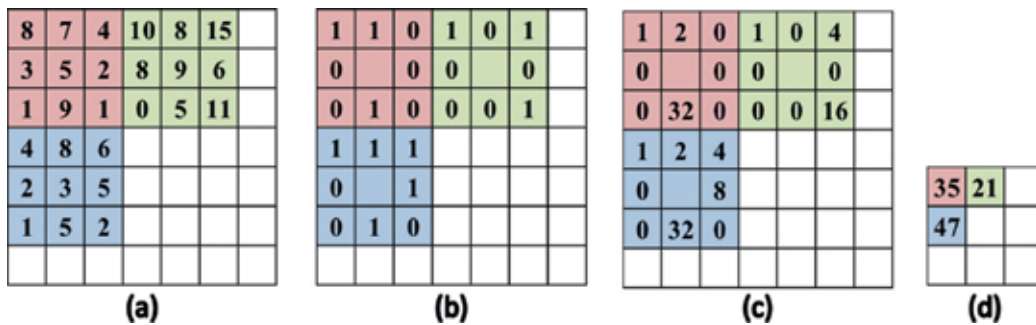 8 7 4 10 8 15
3 5 2 8 9 6
1 9 1 0 5 11
4 8 6
2 3 5
1 5 2
(a)
1 1 0 1 0 1
0 0 0 0
0 1 0 0 0 1
1 1 1
0 1
0 1 0
(b)
1 2 0 1 0 4
0 0 0 0
0 32 0 0 0 16
1 2 4
0 8
0 32 0
(c)
35 21
47
(d)